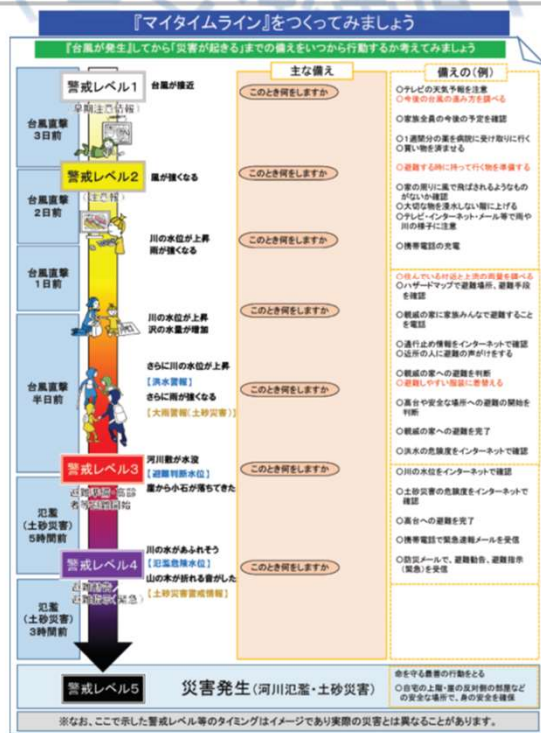 『マイタイムライン』をつくってみましょう
『台風が発生』してから「災害が起きる」までの備えをいつから行動するか考えてみましょう
主な備え
備えの(例)
台風直撃
3日前
警戒レベル1
早期注意情報)
台風が接近
このとき何をしますか
○テレビの天気予報を注意
○今後の台風の進み方を調べる
○家族全員の今後の予定を確認
○1週間分の薬を病院に受け取りに行く
○買い物を済ませる
台風直撃
2日前
警戒レベル2
(注意報)
風が強くなる
このとき何をしますか
○避難する時に持って行く物を準備する
○家の周りに風で飛ばされるようなもの
がないか確認
○大切な物を浸水しない階に上げる
○テレビ・インターネット・メール等で雨や
川の様子に注意
○携帯電話の充電
台風直撃
1日前
川の水位が上昇
雨が強くなる
このとき何をしますか
○住んでいる付近と上流の雨量を調べる
○ハザードマップで避難場所、避難手段
を確認
○親戚の家に家族みんなで避難すること
を電話
台風直撃
半日前
川の水位が上昇
沢の水量が増加
このとき何をしますか
○通行止め情報をインターネットで確認
○近所の人に避難の声がけをする
さらに川の水位が上昇
【洪水警報】
さらに雨が強くなる
【大雨警報(土砂災害)】
このとき何をしますか
○親戚の家への避難を判断
○避難しやすい服装に着替える
○高台や安全な場所への避難の開始を
判断
○親戚の家への避難を完了
○洪水の危険度をインターネットで確認
警戒レベル3
避難準備・高齢
者等避難開始
河川敷が水没
【避難判断水位】
崖から小石が落ちてきた
このとき何をしますか
○川の水位をインターネットで確認
○土砂災害の危険度をインターネットで
確認
○高台への避難を完了
氾濫
(土砂災害)
5時間前
警戒レベル4
避難勧告
避難指示(緊急)
川の水があふれそう
【氾濫危険水位】
山の木が折れる音がした
【土砂災害警戒情報】
このとき何をしますか
○携帯電話で緊急速報メールを受信
○防災メールで、避難勧告、避難指示
(緊急)を受信
氾濫
(土砂災害)
3時間前
警戒レベル5
災害発生(河川氾濫・土砂災害)
命を守る最善の行動をとる
○自宅の上階・崖の反対側の部屋など
の安全な場所で、身の安全を確保
※なお、ここで示した警戒レベル等のタイミングはイメージであり実際の災害とは異なることがあります。